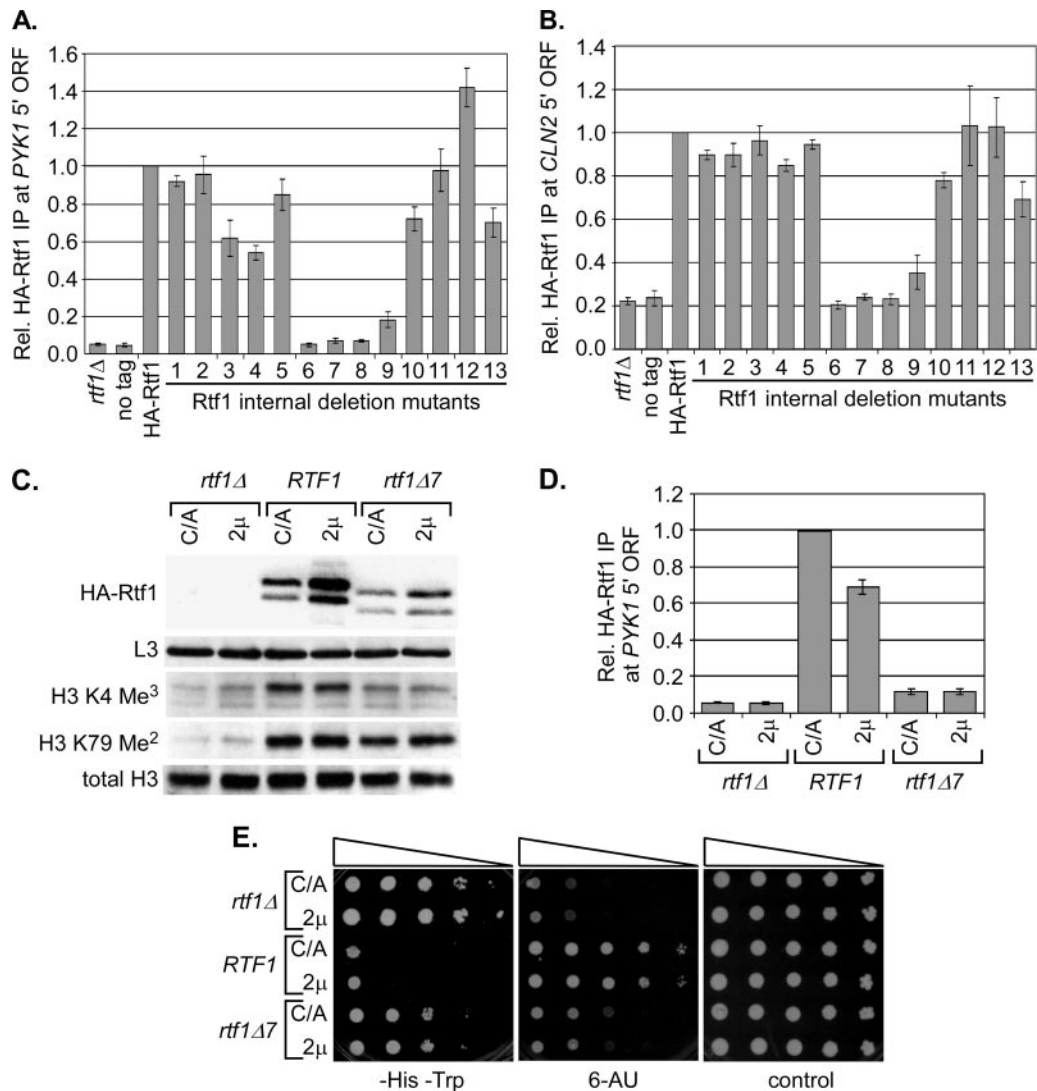 A.
Rel. HA-Rtf1 IP at PYK1 5' ORF
1.6
1.4
1.2
1.0
0.8
0.6
0.4
0.2
0.0
rtf1Δ
no tag
HA-Rtf1
1 2 3 4 5 6 7 8 9 10 11 12 13
Rtf1 internal deletion mutants
B.
Rel. HA-Rtf1 IP at CLN2 5' ORF
1.4
1.2
1.0
0.8
0.6
0.4
0.2
0.0
rtf1Δ
no tag
HA-Rtf1
1 2 3 4 5 6 7 8 9 10 11 12 13
Rtf1 internal deletion mutants
C.
rtf1Δ RTF1 rtf1Δ7
C/A 2μ C/A 2μ C/A 2μ
HA-Rtf1
L3
H3 K4 Me3
H3 K79 Me2
total H3
D.
Rel. HA-Rtf1 IP
at PYK1 5' ORF
1.2
1.0
0.8
0.6
0.4
0.2
0.0
C/A 2μ C/A 2μ C/A 2μ
rtf1Δ RTF1 rtf1Δ7
E.
rtf1Δ
C/A
2μ
RTF1
C/A
2μ
rtf1Δ7
C/A
2μ
-His -Trp 6-AU control